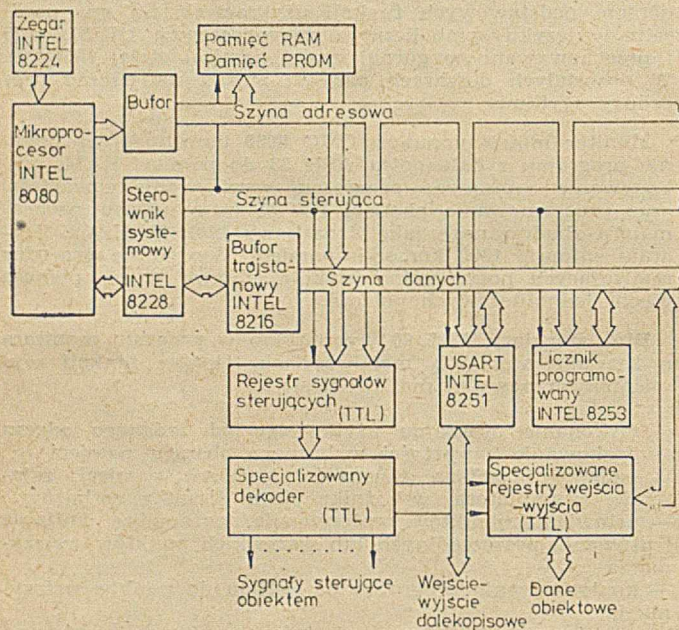 Zegar
INTEL
8224
Pamięć RAM
Pamięć PROM
Bufor
Szyna adresowa
Mikropro-
cesor
INTEL
8080
Sterow-
nik
syste-
mowy
INTEL
8228
Szyna sterująca
Bufor
trójsta-
nowy
INTEL
8216
Szyna danych
Rejestr sygnałów
sterujących
(TTL)
USART
INTEL
8251
Licznik
programo-
wany
INTEL 8253
Specjalizowany
dekoder
(TTL)
Specjalizowane
rejestry wejścia
-wyjścia
(TTL)
Sygnały sterujące
obiektem
Wejście-
wyjście
dalekopisowe
Dane
obiektowe